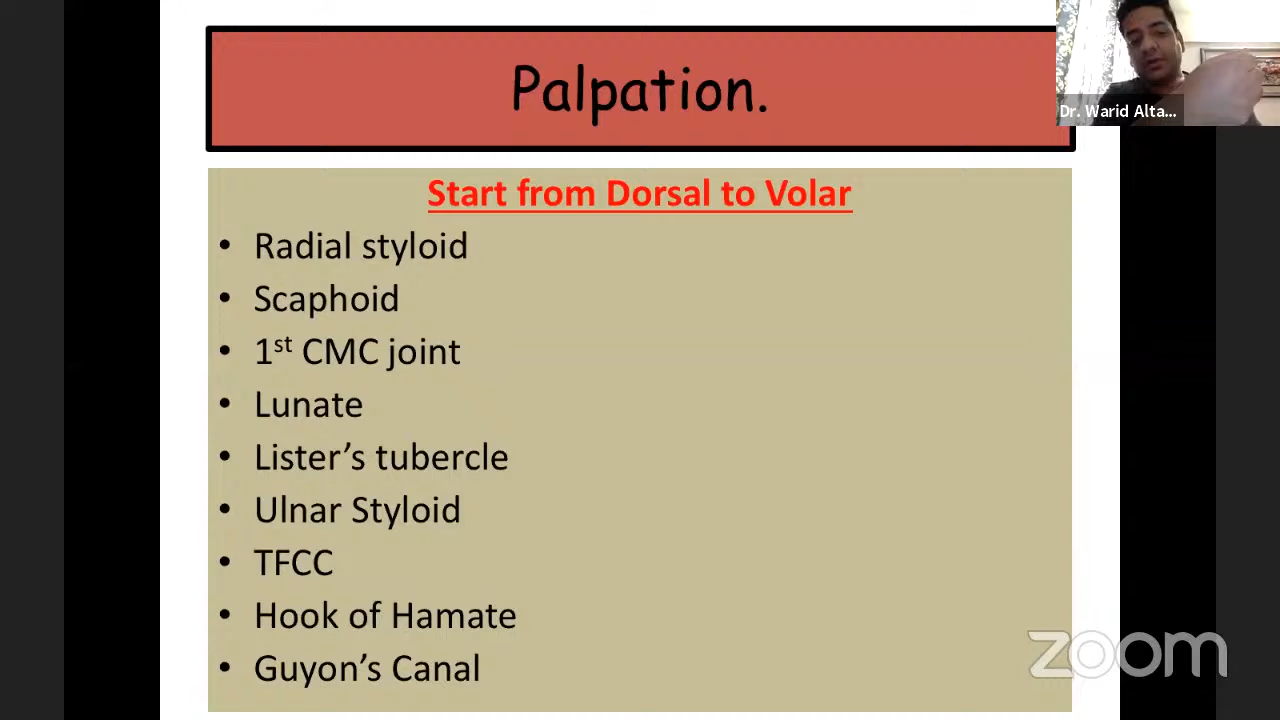 Palpation.
Dr. Warid Alta...
Start from Dorsal to Volar
• Radial styloid
• Scaphoid
• 1st CMC joint
• Lunate
• Lister’s tubercle
• Ulnar Styloid
• TFCC
• Hook of Hamate
• Guyon’s Canal
zoom